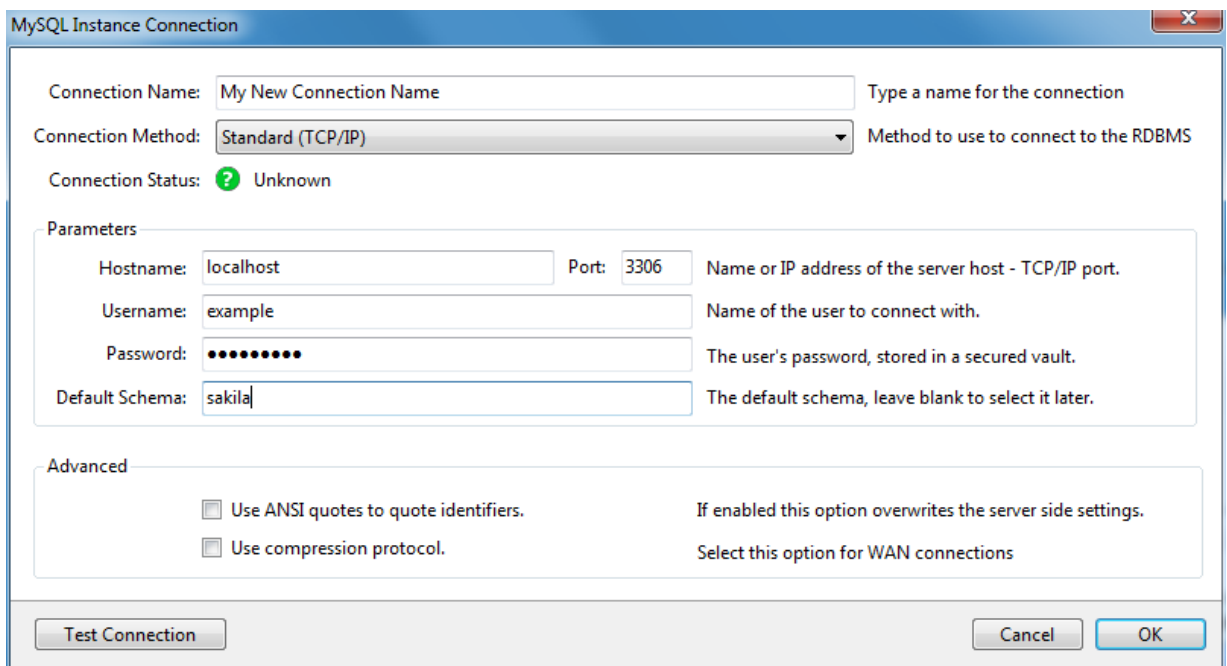 MySQL Instance Connection
Connection Name: My New Connection Name Type a name for the connection
Connection Method: Standard (TCP/IP) Method to use to connect to the RDBMS
Connection Status: ? Unknown
Parameters
Hostname: localhost Port: 3306 Name or IP address of the server host - TCP/IP port.
Username: example Name of the user to connect with.
Password: ●●●●●●●●● The user's password, stored in a secured vault.
Default Schema: sakila The default schema, leave blank to select it later.
Advanced
Use ANSI quotes to quote identifiers. If enabled this option overwrites the server side settings.
Use compression protocol. Select this option for WAN connections
Test Connection Cancel OK